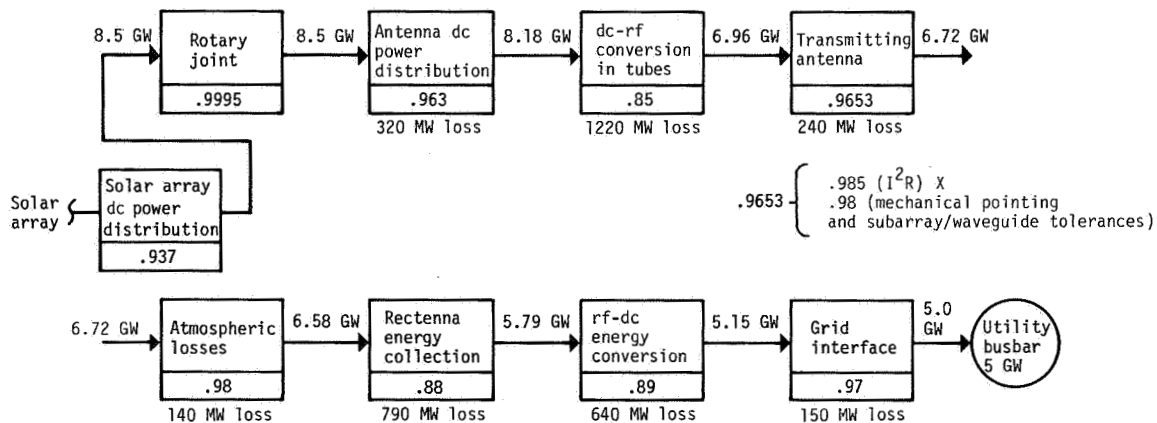 8.5 GW
Rotary
joint
.9995
8.5 GW
Antenna dc
power
distribution
.963
320 MW loss
8.18 GW
dc-rf
conversion
in tubes
.85
1220 MW loss
6.96 GW
Transmitting
antenna
.9653
240 MW loss
6.72 GW
Solar
array
Solar array
dc power
distribution
.937
.9653
.985 (I²R) X
.98 (mechanical pointing
and subarray/waveguide tolerances)
6.72 GW
Atmospheric
losses
.98
140 MW loss
6.58 GW
Rectenna
energy
collection
.88
790 MW loss
5.79 GW
rf-dc
energy
conversion
.89
640 MW loss
5.15 GW
Grid
interface
.97
150 MW loss
5.0
GW
Utility
busbar
5 GW